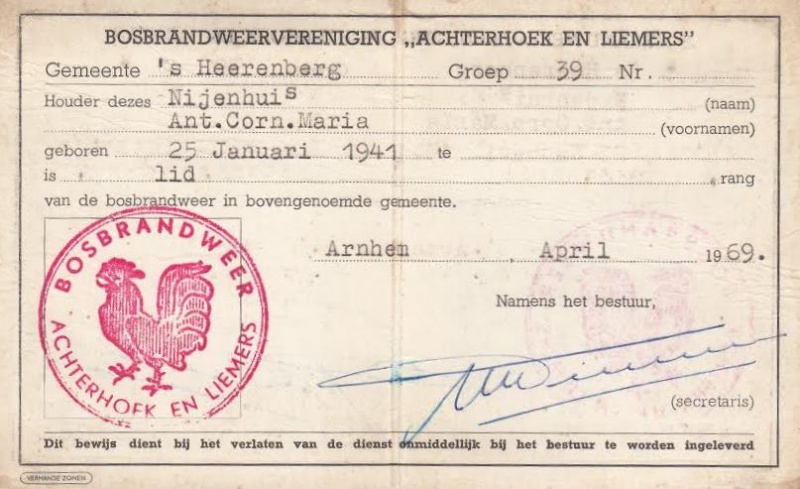 BOSBRANDWEERVERENIGING „ACHTERHOEK EN LIEMERS"
Gemeente 's Heerenberg Groep 39 Nr.
Houder dezes Nijenhuis (naam)
Ant.Corn.Maria (voornamen)
geboren 25 Januari 1941 te
is lid rang
van de bosbrandweer in bovengenoemde gemeente.
BOSBRANDWEER
ACHTERHOEK EN LIEMERS
Arnhem April 1969.
Namens het bestuur,
(secretaris)
Dit bewijs dient bij het verlaten van de dienst onmiddellijk bij het bestuur te worden ingeleverd
VERHANDE ZONEN